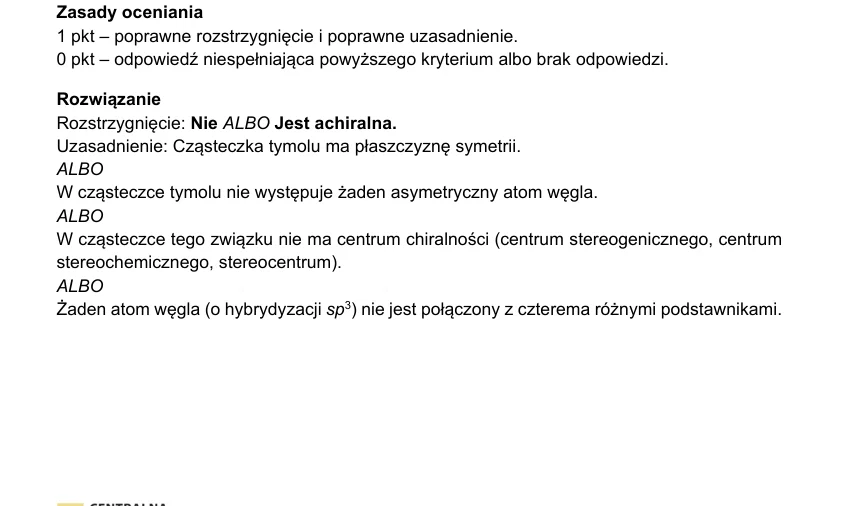 Zasady oceniania
1 pkt – poprawne rozstrzygnięcie i poprawne uzasadnienie.
0 pkt – odpowiedź niespełniająca powyższego kryterium albo brak odpowiedzi.
Rozwiązanie
Rozstrzygnięcie: Nie ALBO Jest achiralna.
Uzasadnienie: Cząsteczka tymolu ma płaszczyznę symetrii.
ALBO
W cząsteczce tymolu nie występuje żaden asymetryczny atom węgla.
ALBO
W cząsteczce tego związku nie ma centrum chiralności (centrum stereogenicznego, centrum
stereochemicznego, stereocentrum).
ALBO
Żaden atom węgla (o hybrydyzacji sp³) nie jest połączony z czterema różnymi podstawnikami.
CENTRALNA